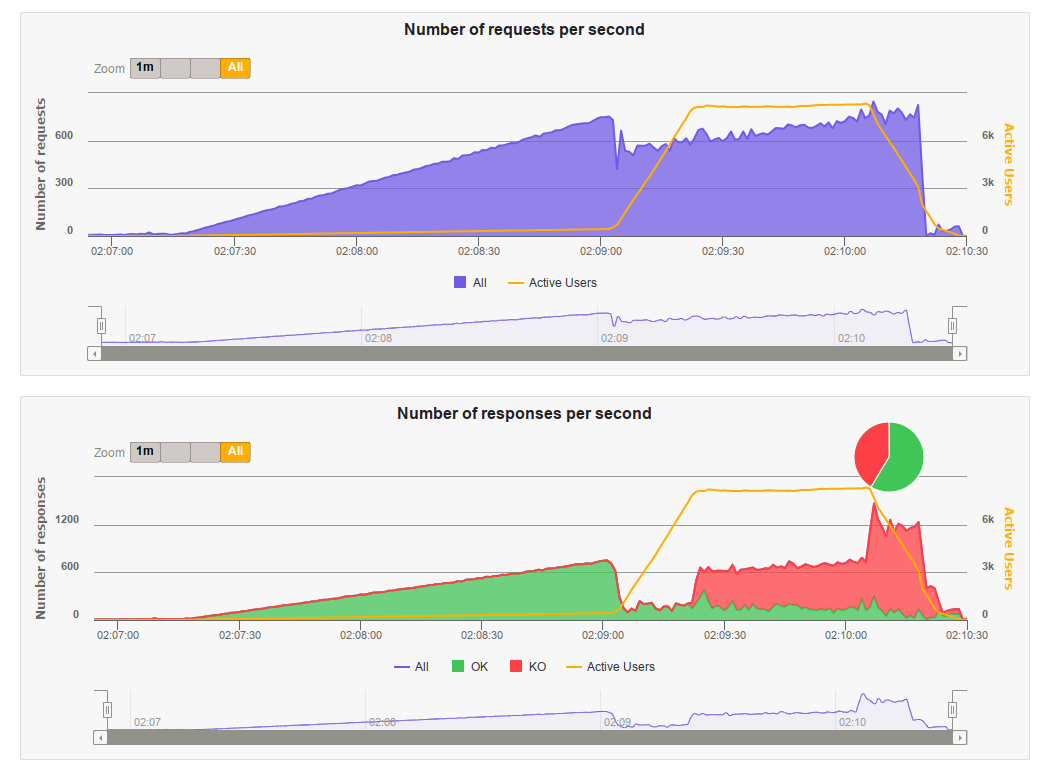 Number of requests per second
Zoom 1m All
Number of requests
600
300
0
6k
3k
0
Active Users
02:07:00 02:07:30 02:08:00 02:08:30 02:09:00 02:09:30 02:10:00 02:10:30
All Active Users
02:07 02:08 02:09 02:10
Number of responses per second
Zoom 1m All
Number of responses
1200
600
0
6k
3k
0
Active Users
02:07:00 02:07:30 02:08:00 02:08:30 02:09:00 02:09:30 02:10:00 02:10:30
All OK KO Active Users
02:07 02:08 02:09 02:10